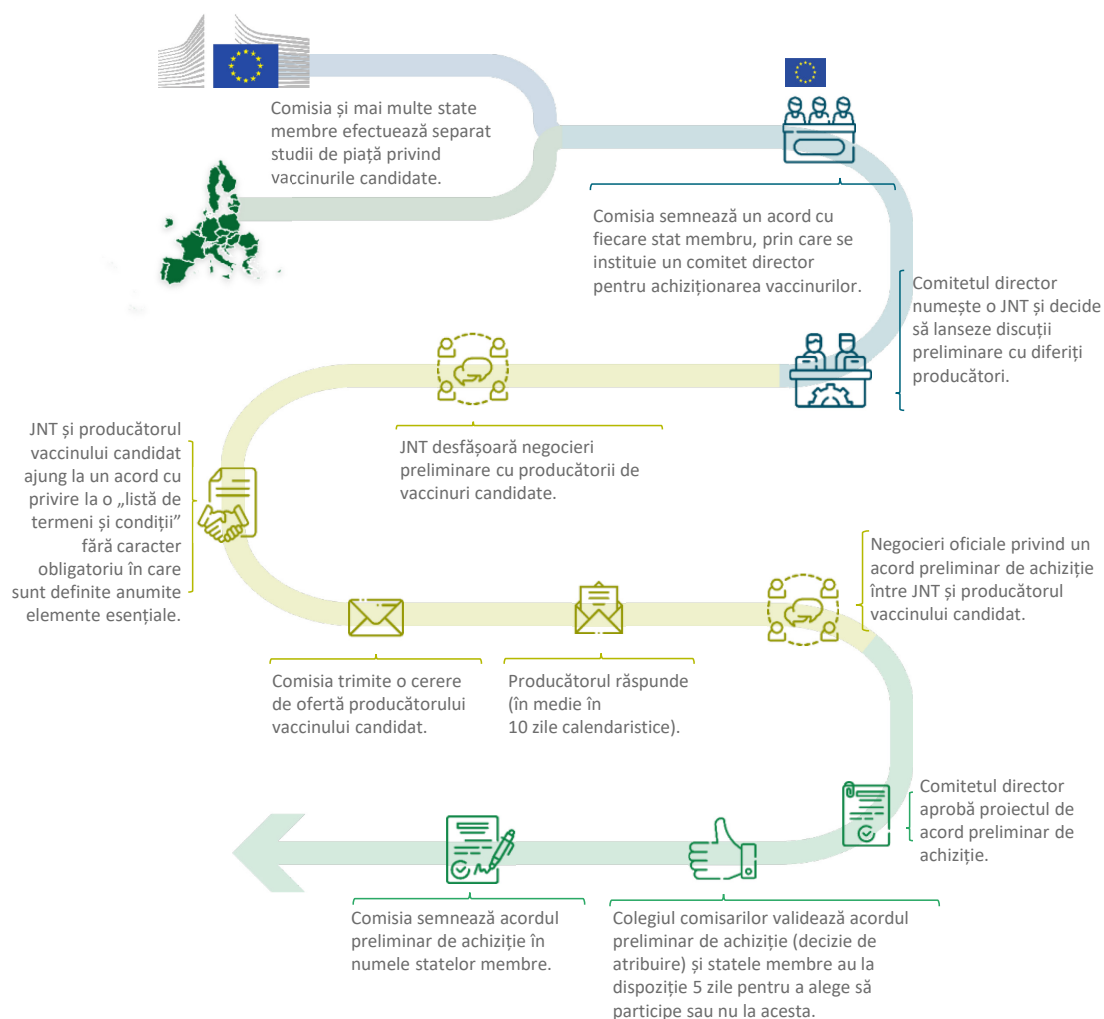 Comisia și mai multe state
membre efectuează separat
studii de piață privind
vaccinurile candidate.
Comisia semnează un acord cu
fiecare stat membru, prin care se
instituie un comitet director
pentru achiziționarea vaccinurilor.
Comitetul director
numește o JNT și decide
să lanseze discuții
preliminare cu diferiți
producători.
JNT desfășoară negocieri
preliminare cu producătorii de
vaccinuri candidate.
JNT și producătorul
vaccinului candidat
ajung la un acord cu
privire la o „listă de
termeni și condiții”
fără caracter
obligatoriu în care
sunt definite anumite
elemente esențiale.
Comisia trimite o cerere
de ofertă producătorului
vaccinului candidat.
Producătorul răspunde
(în medie în
10 zile calendaristice).
Negocieri oficiale privind un
acord preliminar de achiziție
între JNT și producătorul
vaccinului candidat.
Comitetul director
aprobă proiectul de
acord preliminar de
achiziție.
Colegiul comisarilor validează acordul
preliminar de achiziție (decizie de
atribuire) și statele membre au la
dispoziție 5 zile pentru a alege să
participe sau nu la acesta.
Comisia semnează acordul
preliminar de achiziție în
numele statelor membre.